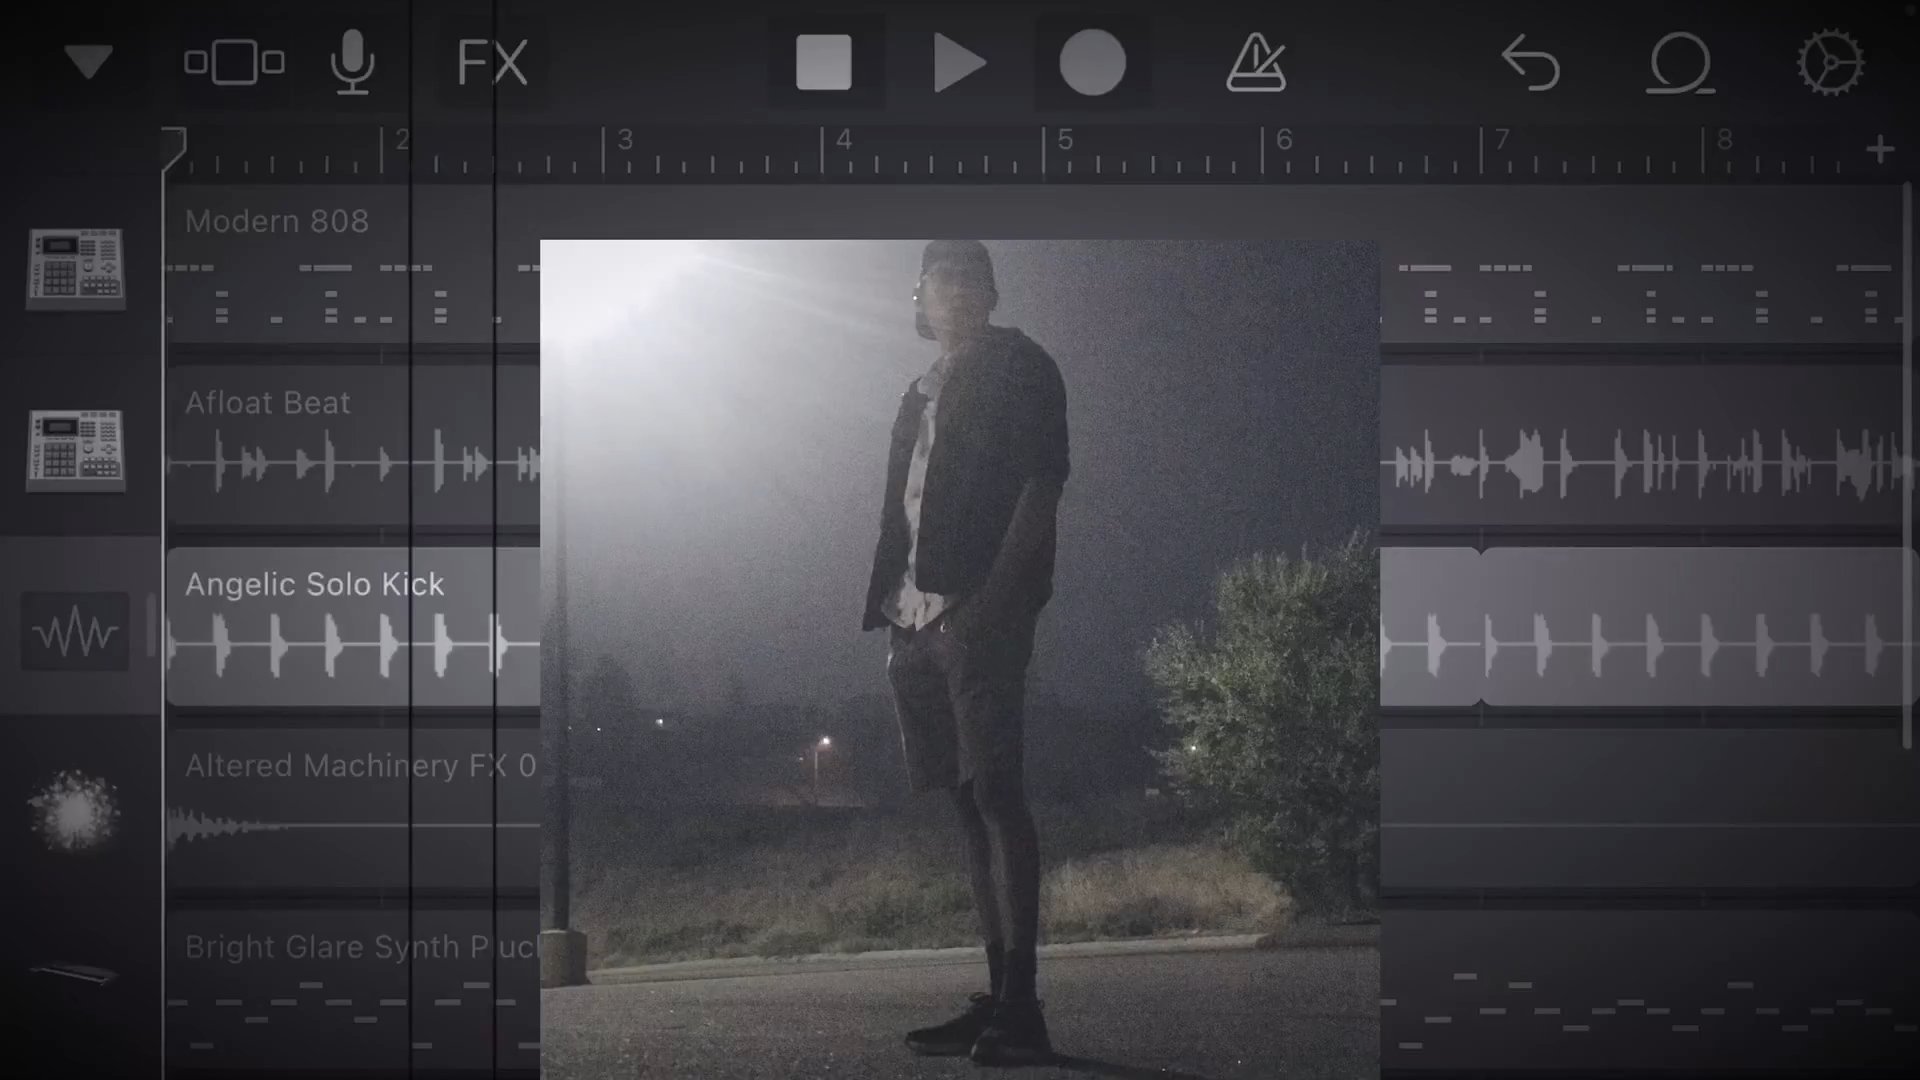 FX
2 3 4 5 6 7 8 +
Modern 808
Afloat Beat
Angelic Solo Kick
Altered Machinery FX 0
Bright Glare Synth Pluc